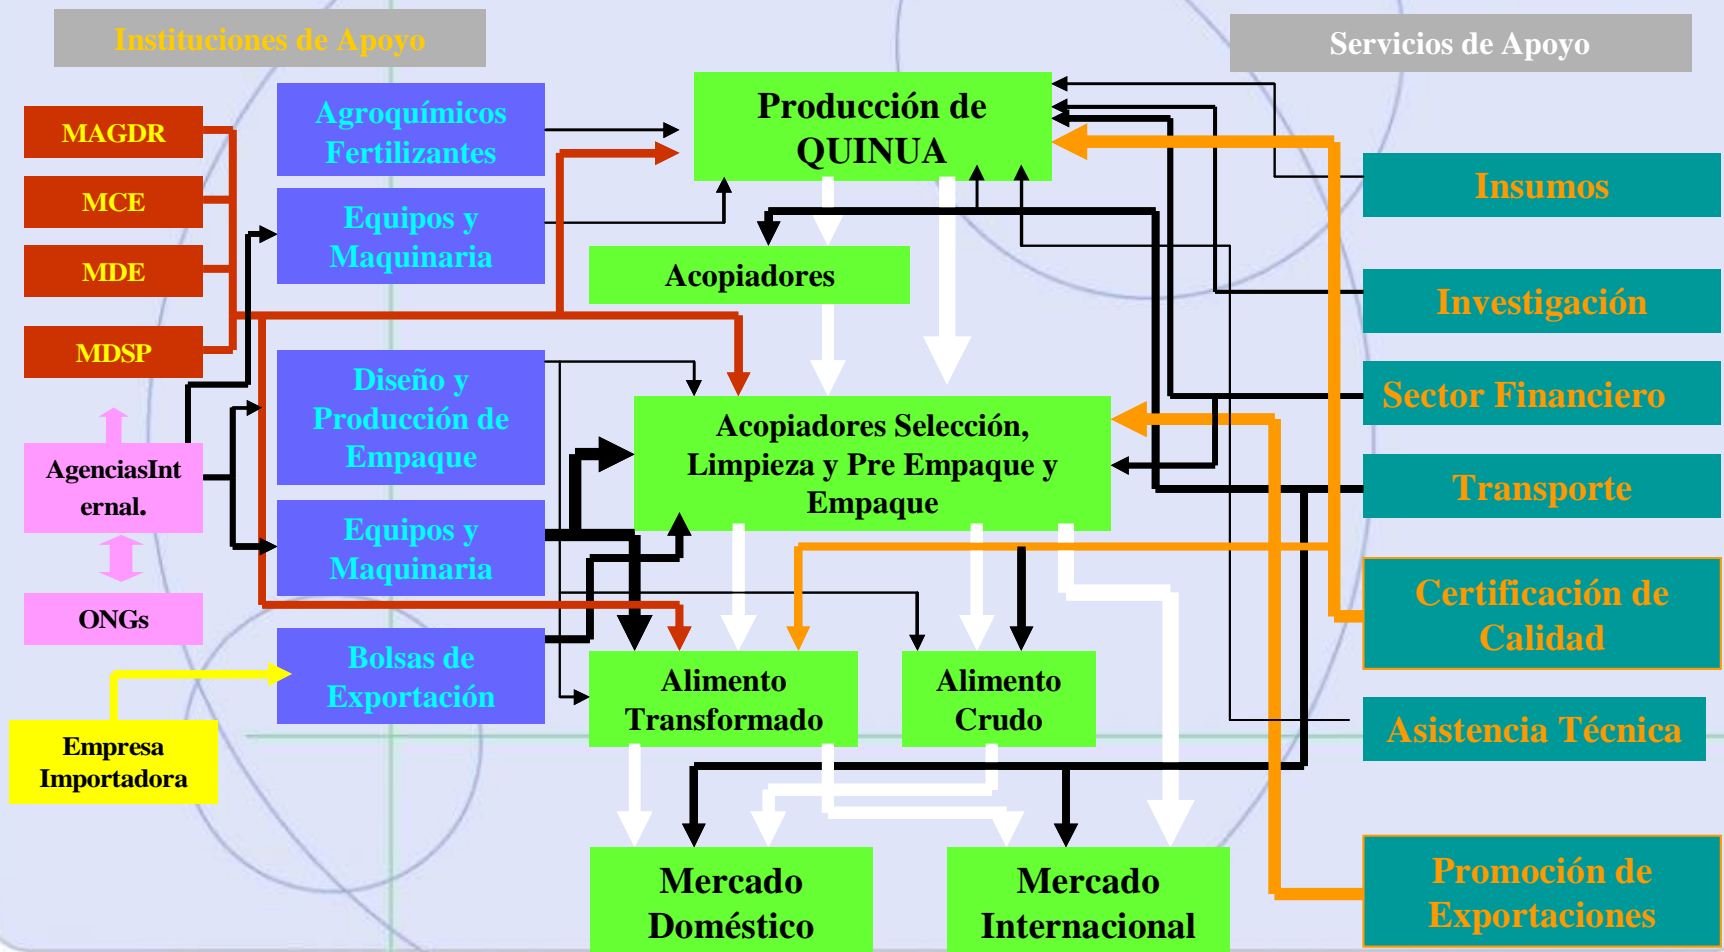 Instituciones de Apoyo
Servicios de Apoyo
MAGDR
MCE
MDE
MDSP
AgenciasInt
ernal.
ONGs
Empresa
Importadora
Agroquímicos
Fertilizantes
Equipos y
Maquinaria
Diseño y
Producción de
Empaque
Equipos y
Maquinaria
Bolsas de
Exportación
Producción de
QUINUA
Acopiadores
Acopiadores Selección,
Limpieza y Pre Empaque y
Empaque
Alimento
Transformado
Alimento
Crudo
Mercado
Doméstico
Mercado
Internacional
Insumos
Investigación
Sector Financiero
Transporte
Certificación de
Calidad
Asistencia Técnica
Promoción de
Exportaciones